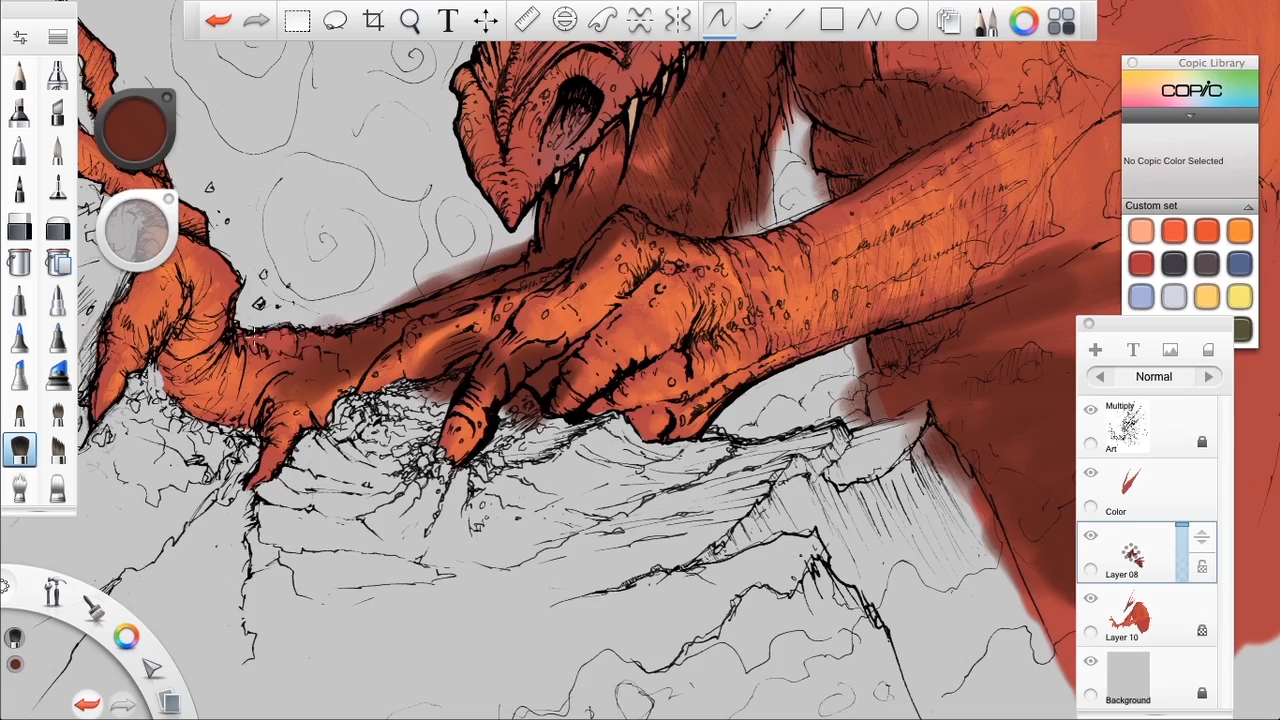 T
Copic Library
COPIC
No Copic Color Selected
Custom set
T
Normal
Multiply
Art
Color
Layer 08
Layer 10
Background